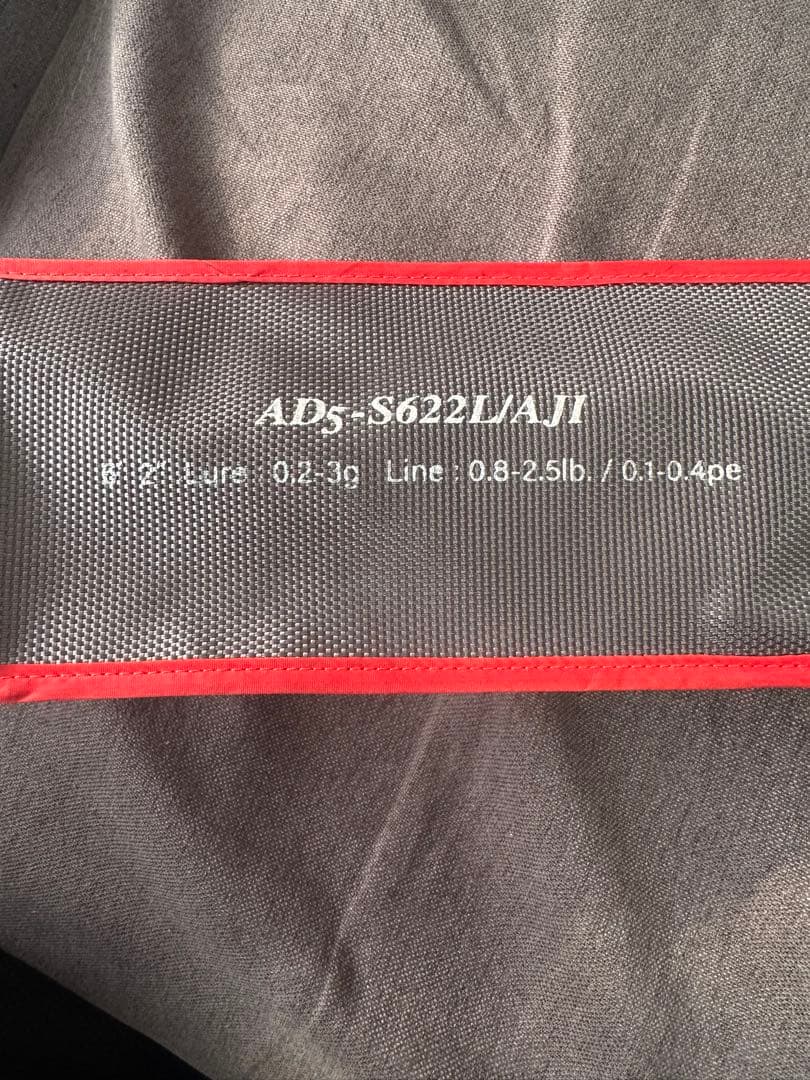 AD5-S622L/AJI
6' 2" Lure : 0.2-3g Line : 0.8-2.5lb. / 0.1-0.4pe